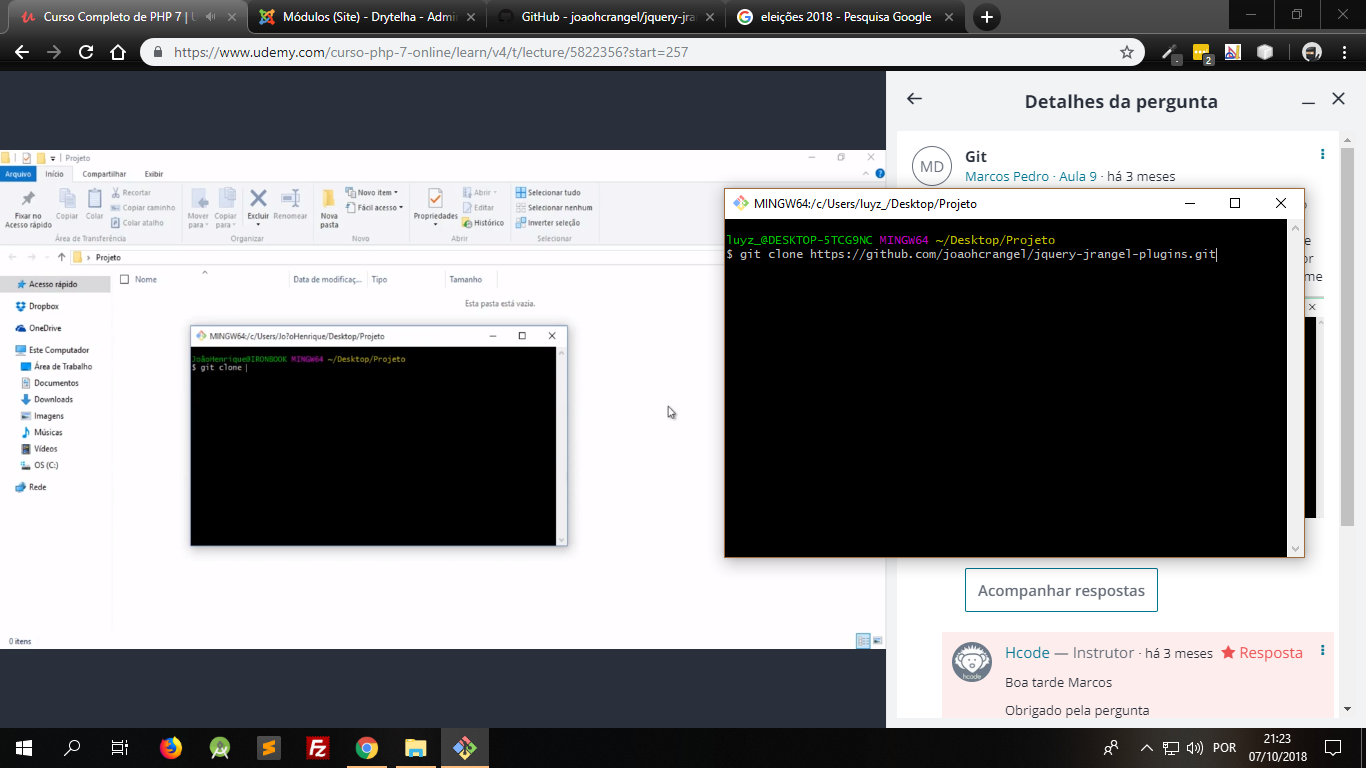 Curso Completo de PHP 7 | U
Módulos (Site) - Drytelha - Admin
GitHub - joaohcrangel/jquery-jran
eleições 2018 - Pesquisa Google
https://www.udemy.com/curso-php-7-online/learn/v4/t/lecture/5822356?start=257
2
Projeto
Arquivo Início Compartilhar Exibir
Fixar no Acesso rápido
Copiar
Colar
Recortar
Copiar caminho
Colar atalho
Mover para
Copiar para
Excluir
Renomear
Nova pasta
Novo item
Fácil acesso
Propriedades
Abrir
Editar
Histórico
Selecionar tudo
Selecionar nenhum
Inverter seleção
Área de Transferência Organizar Novo Abrir Selecionar
Projeto
Nome Data de modificaç... Tipo Tamanho
Esta pasta está vazia.
Acesso rápido
Dropbox
OneDrive
Este Computador
Área de Trabalho
Documentos
Downloads
Imagens
Músicas
Vídeos
OS (C:)
Rede
0 itens
MINGW64:/c/Users/Jo?oHenrique/Desktop/Projeto
JoãoHenrique@IRONBOOK MINGW64 ~/Desktop/Projeto
$ git clone
Detalhes da pergunta
MD
Git
Marcos Pedro · Aula 9 · há 3 meses
o
e
or
me
MINGW64:/c/Users/luyz_/Desktop/Projeto
luyz_@DESKTOP-5TCG9NC MINGW64 ~/Desktop/Projeto
$ git clone https://github.com/joaohcrangel/jquery-jrangel-plugins.git
Acompanhar respostas
hcode
Hcode — Instrutor · há 3 meses ★ Resposta
Boa tarde Marcos
Obrigado pela pergunta
POR
21:23
07/10/2018